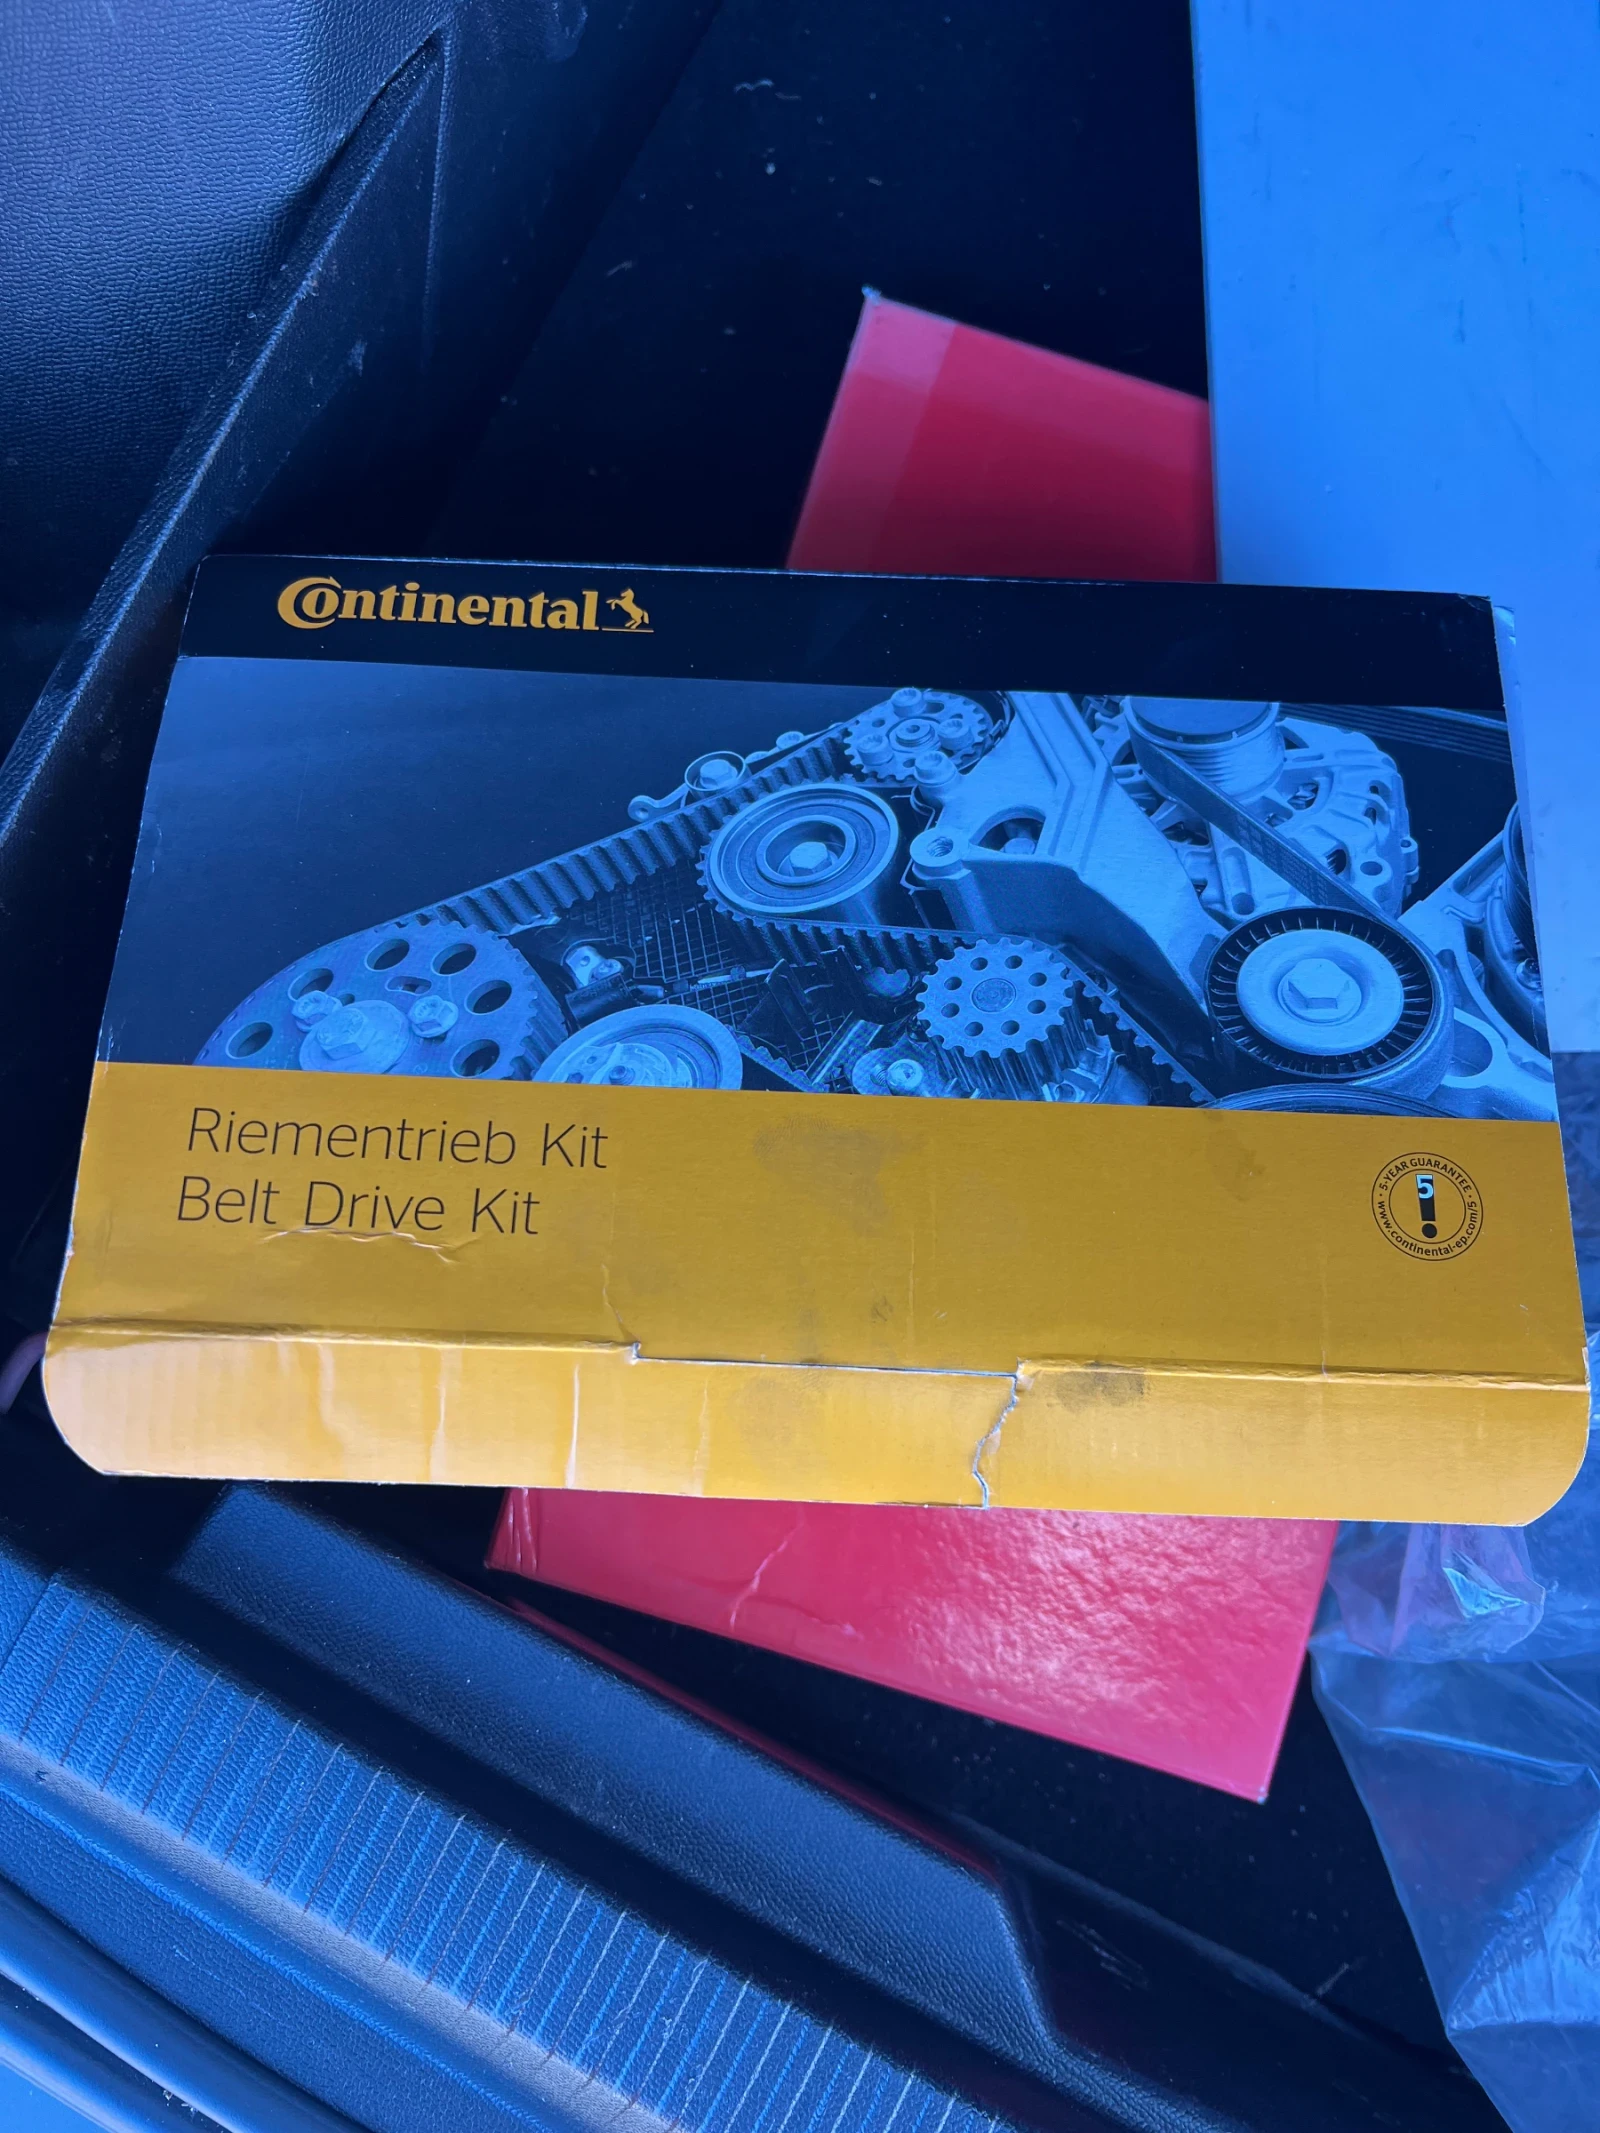 Continental
Riementrieb Kit
Belt Drive Kit
5-YEAR GUARANTEE
5
www.continental-ep.com/5